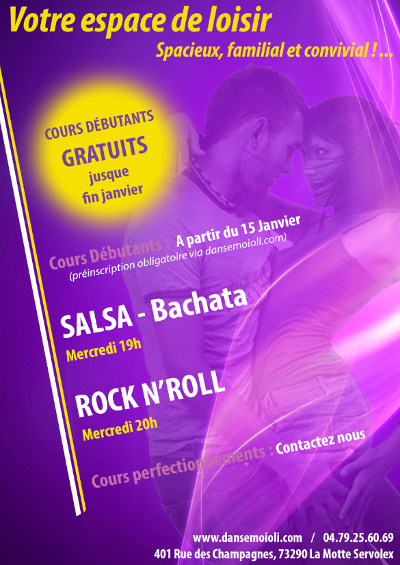 Votre espace de loisir
Spacieux, familial et convivial ! ...
COURS DÉBUTANTS
GRATUITS
jusque
fin janvier
Cours Débutants : A partir du 15 Janvier
(préinscription obligatoire via dansemoioli.com)
SALSA - Bachata
Mercredi 19h
ROCK N'ROLL
Mercredi 20h
Cours perfectionnements : Contactez nous
www.dansemoioli.com / 04.79.25.60.69
401 Rue des Champagnes, 73290 La Motte Servolex